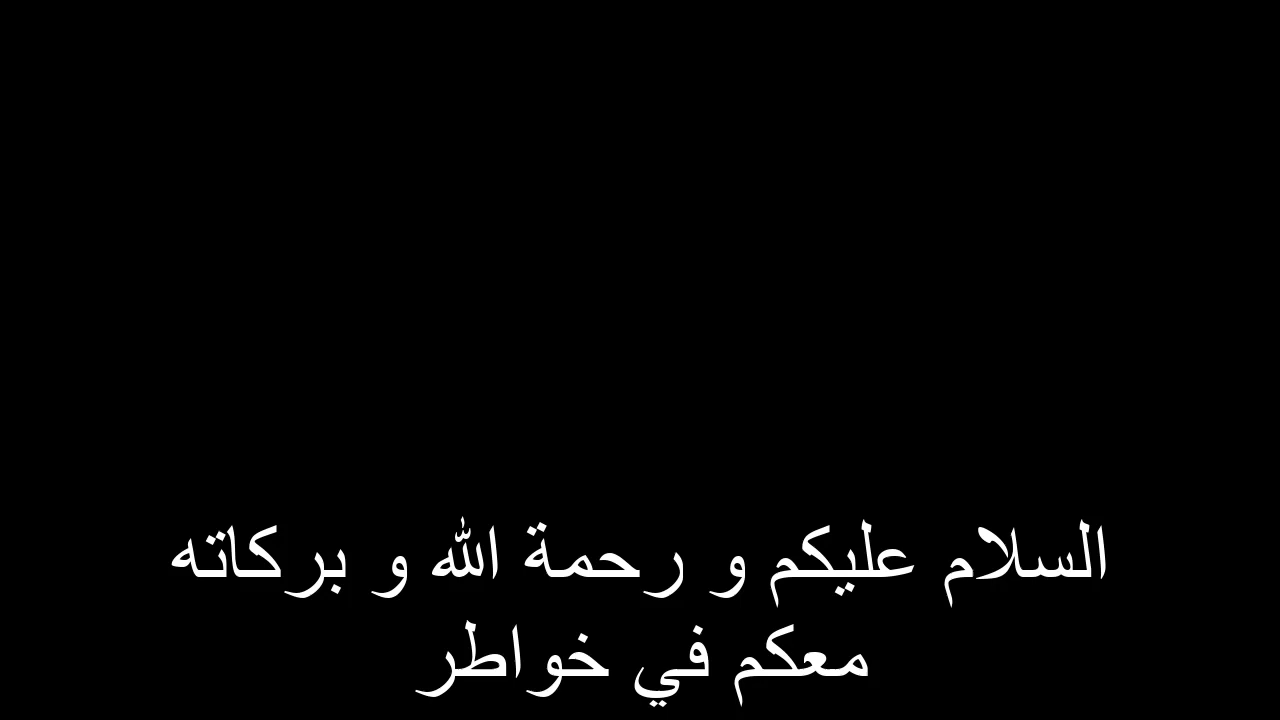 السلام عليكم و رحمة الله و بركاته
معكم في خواطر